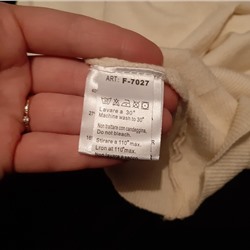 ART: F-7027
Lavare a 30°
Machine wash to 30°
Non trattare con candeggina.
Do not bleach.
Stirare a 110° max.
Iron at 110° max.